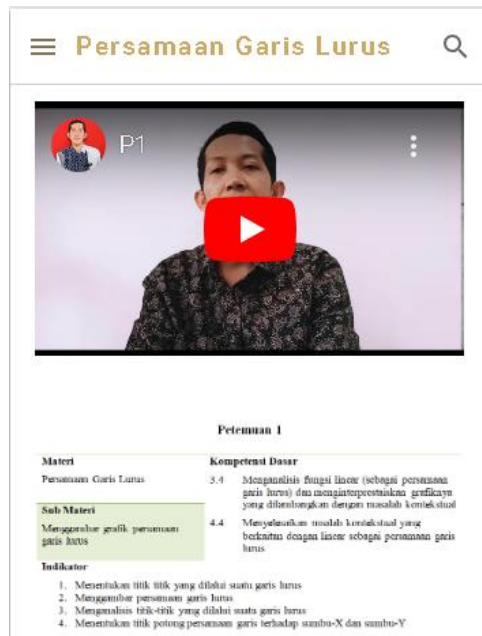 Persamaan Garis Lurus
P1
Petemuan 1
Materi
Kompetensi Dasar
Persamaan Garis Lurus
3.4 Menganalisis fungsi linear (sebagai persamaan
garis lurus) dan menginterprestasikan grafiknya
yang dihubungkan dengan masalah kontekstual
Sub Materi
Menggambar grafik persamaan
garis lurus
4.4 Menyelesaikan masalah kontekstual yang
berkaitan dengan linear sebagai persamaan garis
lurus
Indikator
1. Menentukan titik titik yang dilalui suatu garis lurus
2. Menggambar persamaan garis lurus
3. Menganalisis titik-titik yang dilalui suatu garis lurus
4. Menentukan titik potong persamaan garis terhadap sumbu-X dan sumbu-Y